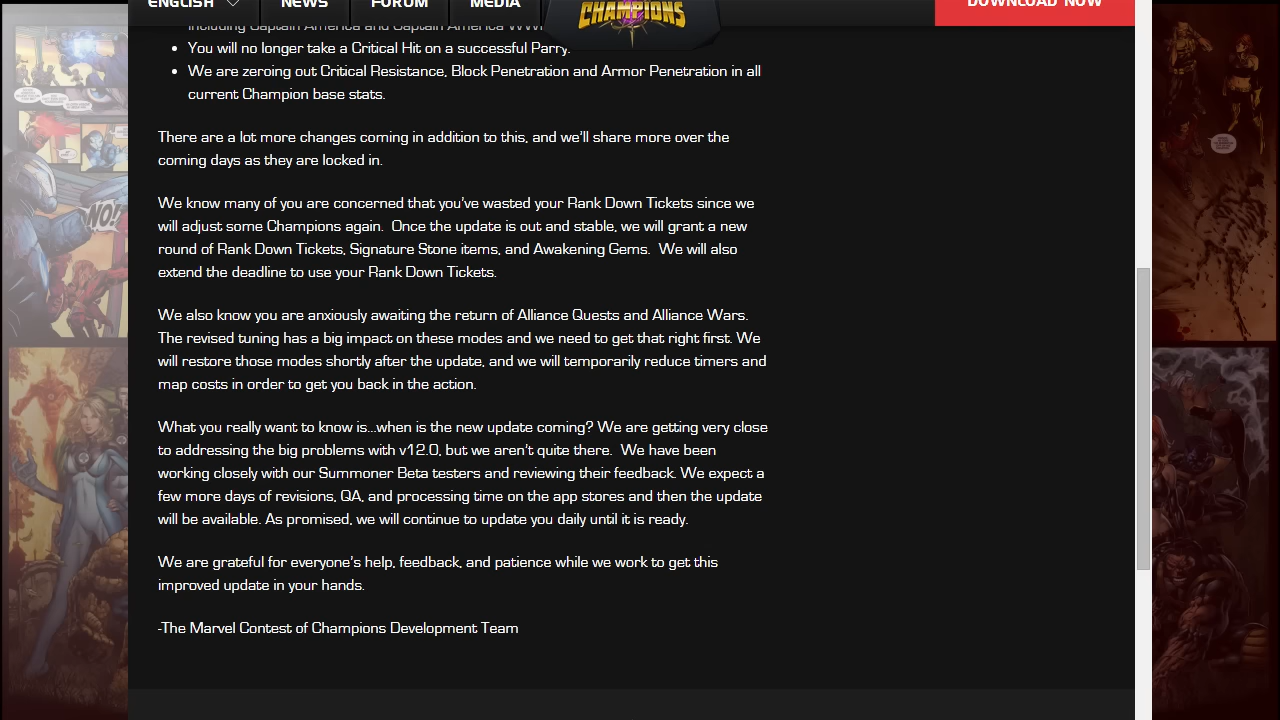 ENGLISH NEWS FORUM MEDIA CHAMPIONS DOWNLOAD NOW
including Captain America and Captain America WWII
• You will no longer take a Critical Hit on a successful Parry.
• We are zeroing out Critical Resistance, Block Penetration and Armor Penetration in all
current Champion base stats.
There are a lot more changes coming in addition to this, and we'll share more over the
coming days as they are locked in.
We know many of you are concerned that you've wasted your Rank Down Tickets since we
will adjust some Champions again. Once the update is out and stable, we will grant a new
round of Rank Down Tickets, Signature Stone items, and Awakening Gems. We will also
extend the deadline to use your Rank Down Tickets.
We also know you are anxiously awaiting the return of Alliance Quests and Alliance Wars.
The revised tuning has a big impact on these modes and we need to get that right first. We
will restore those modes shortly after the update, and we will temporarily reduce timers and
map costs in order to get you back in the action.
What you really want to know is...when is the new update coming? We are getting very close
to addressing the big problems with v12.0, but we aren't quite there. We have been
working closely with our Summoner Beta testers and reviewing their feedback. We expect a
few more days of revisions, QA, and processing time on the app stores and then the update
will be available. As promised, we will continue to update you daily until it is ready.
We are grateful for everyone's help, feedback, and patience while we work to get this
improved update in your hands.
-The Marvel Contest of Champions Development Team
NO!